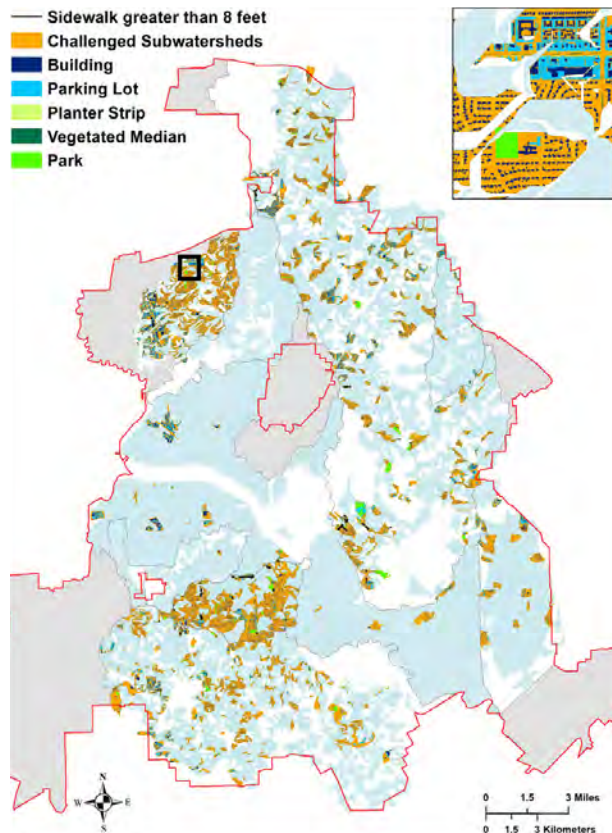 Sidewalk greater than 8 feet
Challenged Subwatersheds
Building
Parking Lot
Planter Strip
Vegetated Median
Park
N
W
E
S
0 1.5 3 Miles
0 1.5 3 Kilometers